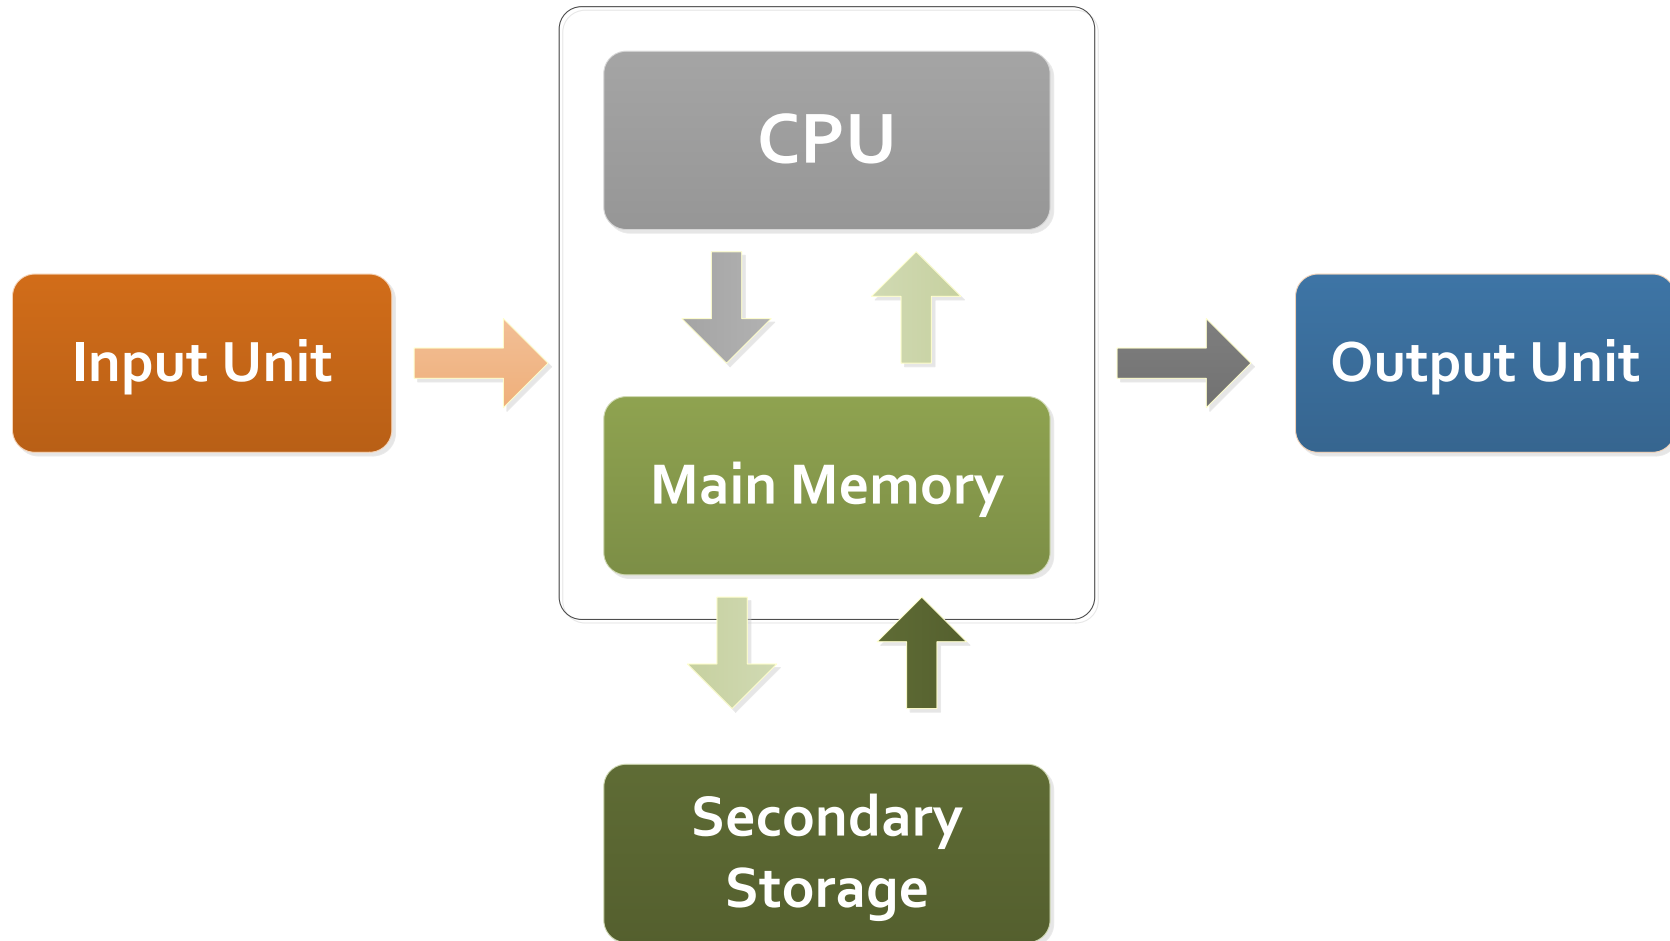 CPU
Input Unit
Output Unit
Main Memory
Secondary
Storage